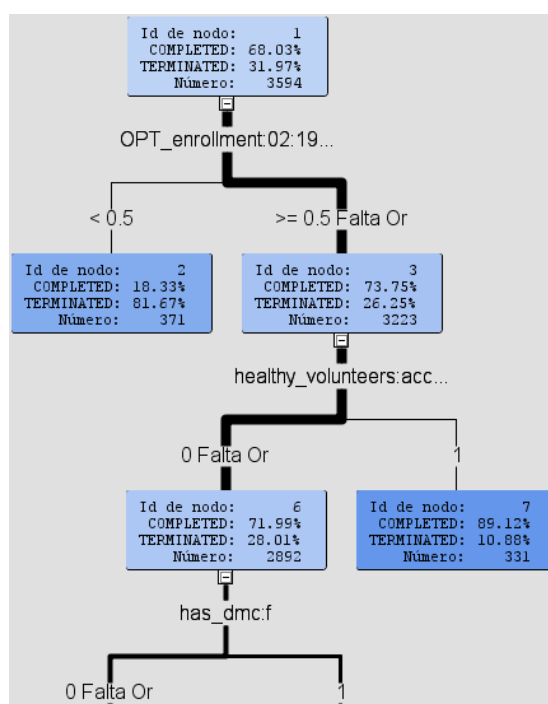 Id de nodo: 1
COMPLETED: 68.03%
TERMINATED: 31.97%
Número: 3594
OPT_enrollment:02:19...
< 0.5
>= 0.5 Falta Or
Id de nodo: 2
COMPLETED: 18.33%
TERMINATED: 81.67%
Número: 371
Id de nodo: 3
COMPLETED: 73.75%
TERMINATED: 26.25%
Número: 3223
healthy_volunteers:acc...
0 Falta Or
1
Id de nodo: 6
COMPLETED: 71.99%
TERMINATED: 28.01%
Número: 2892
Id de nodo: 7
COMPLETED: 89.12%
TERMINATED: 10.88%
Número: 331
has_dmc:f
0 Falta Or
1